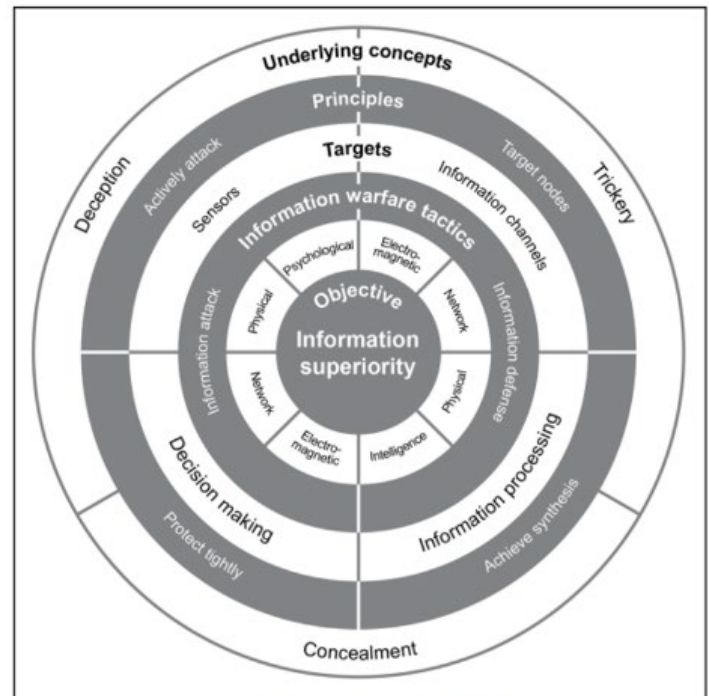 Underlying concepts
Deception
Trickery
Concealment
Principles
Actively attack
Target nodes
Protect tightly
Achieve synthesis
Targets
Sensors
Information channels
Decision making
Information processing
Information warfare tactics
Information attack
Information defense
Psychological
Electro-
magnetic
Physical
Network
Network
Physical
Electro-
magnetic
Intelligence
Objective
Information
superiority